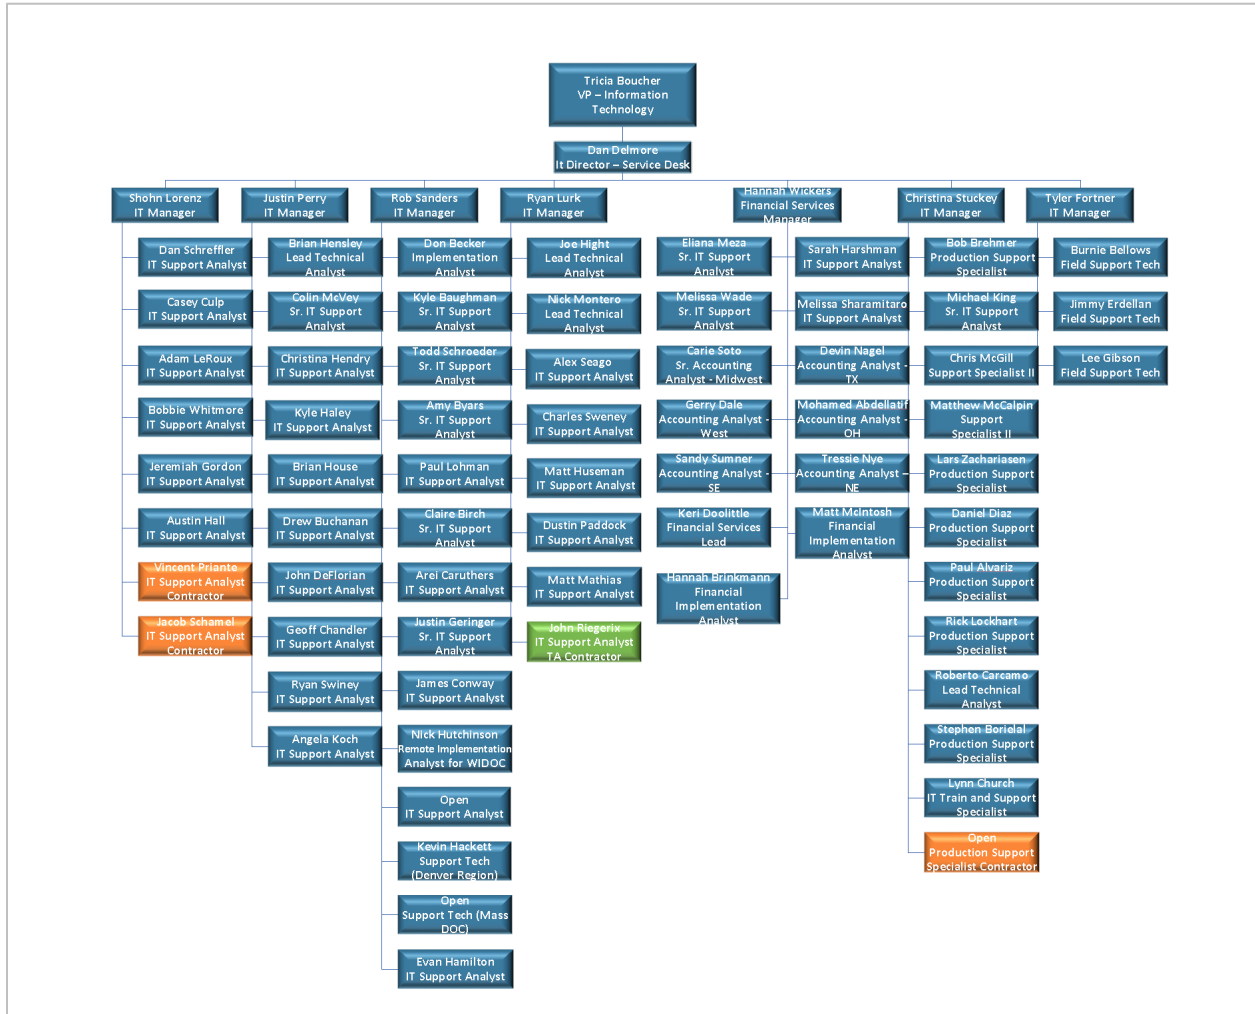 Tricia Boucher
VP – Information
Technology
Dan Delmore
It Director – Service Desk
Shohn Lorenz
IT Manager
Dan Schreffler
IT Support Analyst
Casey Culp
IT Support Analyst
Adam LeRoux
IT Support Analyst
Bobbie Whitmore
IT Support Analyst
Jeremiah Gordon
IT Support Analyst
Austin Hall
IT Support Analyst
Vincent Priante
IT Support Analyst
Contractor
Jacob Schamel
IT Support Analyst
Contractor
Justin Perry
IT Manager
Brian Hensley
Lead Technical
Analyst
Colin McVey
Sr. IT Support
Analyst
Christina Hendry
IT Support Analyst
Kyle Haley
IT Support Analyst
Brian House
IT Support Analyst
Drew Buchanan
IT Support Analyst
John DeFlorian
IT Support Analyst
Geoff Chandler
IT Support Analyst
Ryan Swiney
IT Support Analyst
Angela Koch
IT Support Analyst
Rob Sanders
IT Manager
Don Becker
Implementation
Analyst
Kyle Baughman
Sr. IT Support
Analyst
Todd Schroeder
Sr. IT Support
Analyst
Amy Byars
Sr. IT Support
Analyst
Paul Lohman
IT Support Analyst
Claire Birch
Sr. IT Support
Analyst
Arei Caruthers
IT Support Analyst
Justin Geringer
Sr. IT Support
Analyst
James Conway
IT Support Analyst
Nick Hutchinson
Remote Implementation
Analyst for WIDOC
Open
IT Support Analyst
Kevin Hackett
Support Tech
(Denver Region)
Open
Support Tech (Mass
DOC)
Evan Hamilton
IT Support Analyst
Ryan Lurk
IT Manager
Joe Hight
Lead Technical
Analyst
Nick Montero
Lead Technical
Analyst
Alex Seago
IT Support Analyst
Charles Sweney
IT Support Analyst
Matt Huseman
IT Support Analyst
Dustin Paddock
IT Support Analyst
Matt Mathias
IT Support Analyst
John Riegerix
IT Support Analyst
TA Contractor
Hannah Wickers
Financial Services
Manager
Eliana Meza
Sr. IT Support
Analyst
Melissa Wade
Sr. IT Support
Analyst
Carie Soto
Sr. Accounting
Analyst - Midwest
Gerry Dale
Accounting Analyst -
West
Sandy Sumner
Accounting Analyst -
SE
Keri Doolittle
Financial Services
Lead
Hannah Brinkmann
Financial
Implementation
Analyst
Sarah Harshman
IT Support Analyst
Melissa Sharamitaro
IT Support Analyst
Devin Nagel
Accounting Analyst -
TX
Mohamed Abdellatif
Accounting Analyst -
OH
Tressie Nye
Accounting Analyst –
NE
Matt McIntosh
Financial
Implementation
Analyst
Christina Stuckey
IT Manager
Bob Brehmer
Production Support
Specialist
Michael King
Sr. IT Support
Analyst
Chris McGill
Support Specialist II
Matthew McCalpin
Support
Specialist II
Lars Zachariasen
Production Support
Specialist
Daniel Diaz
Production Support
Specialist
Paul Alvariz
Production Support
Specialist
Rick Lockhart
Production Support
Specialist
Roberto Carcamo
Lead Technical
Analyst
Stephen Borielal
Production Support
Specialist
Lynn Church
IT Train and Support
Specialist
Open
Production Support
Specialist Contractor
Tyler Fortner
IT Manager
Burnie Bellows
Field Support Tech
Jimmy Erdellan
Field Support Tech
Lee Gibson
Field Support Tech